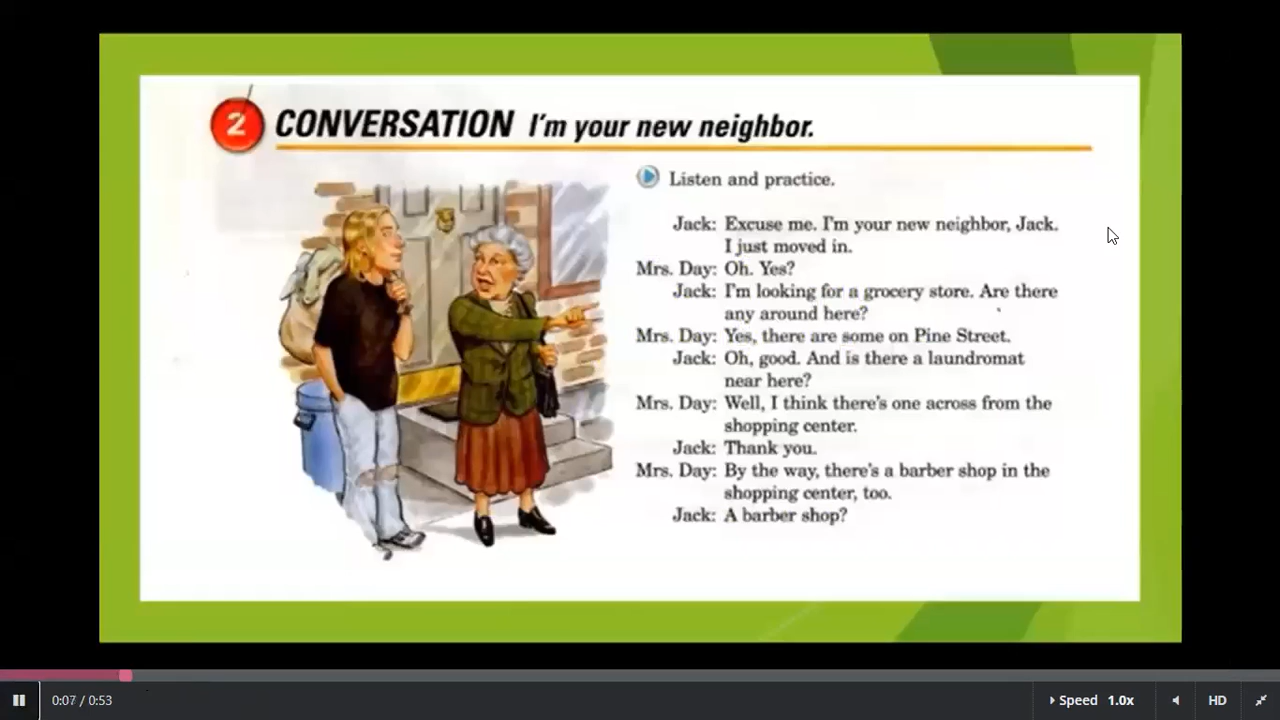 2 CONVERSATION I'm your new neighbor.
Listen and practice.
Jack: Excuse me. I'm your new neighbor, Jack.
I just moved in.
Mrs. Day: Oh. Yes?
Jack: I'm looking for a grocery store. Are there
any around here?
Mrs. Day: Yes, there are some on Pine Street.
Jack: Oh, good. And is there a laundromat
near here?
Mrs. Day: Well, I think there's one across from the
shopping center.
Jack: Thank you.
Mrs. Day: By the way, there's a barber shop in the
shopping center, too.
Jack: A barber shop?
0:07 / 0:53
Speed 1.0x
HD